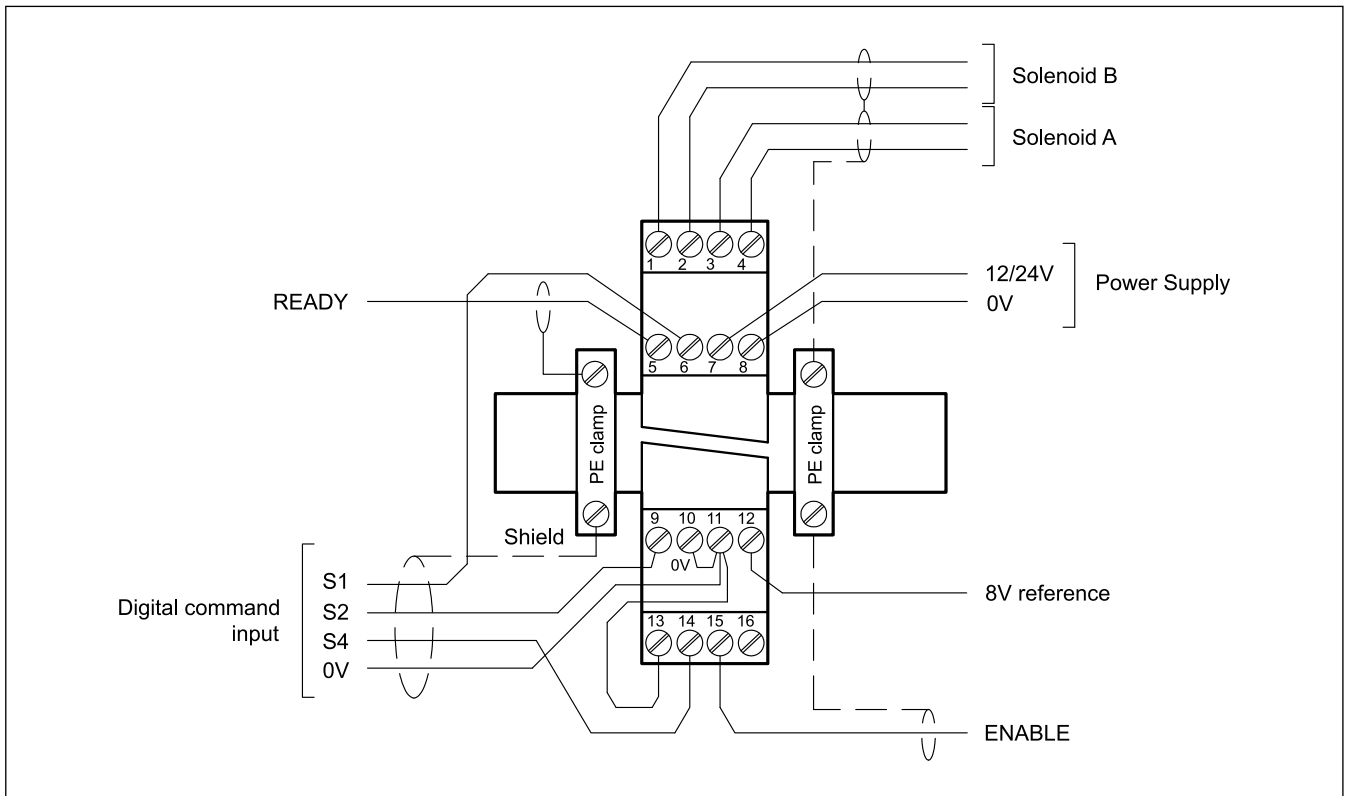 Solenoid B
Solenoid A
1 2 3 4
READY
12/24V
0V
Power Supply
5 6 7 8
PE clamp
PE clamp
Shield
9 10 11 12
0V
Digital command
input
S1
S2
S4
0V
8V reference
13 14 15 16
ENABLE